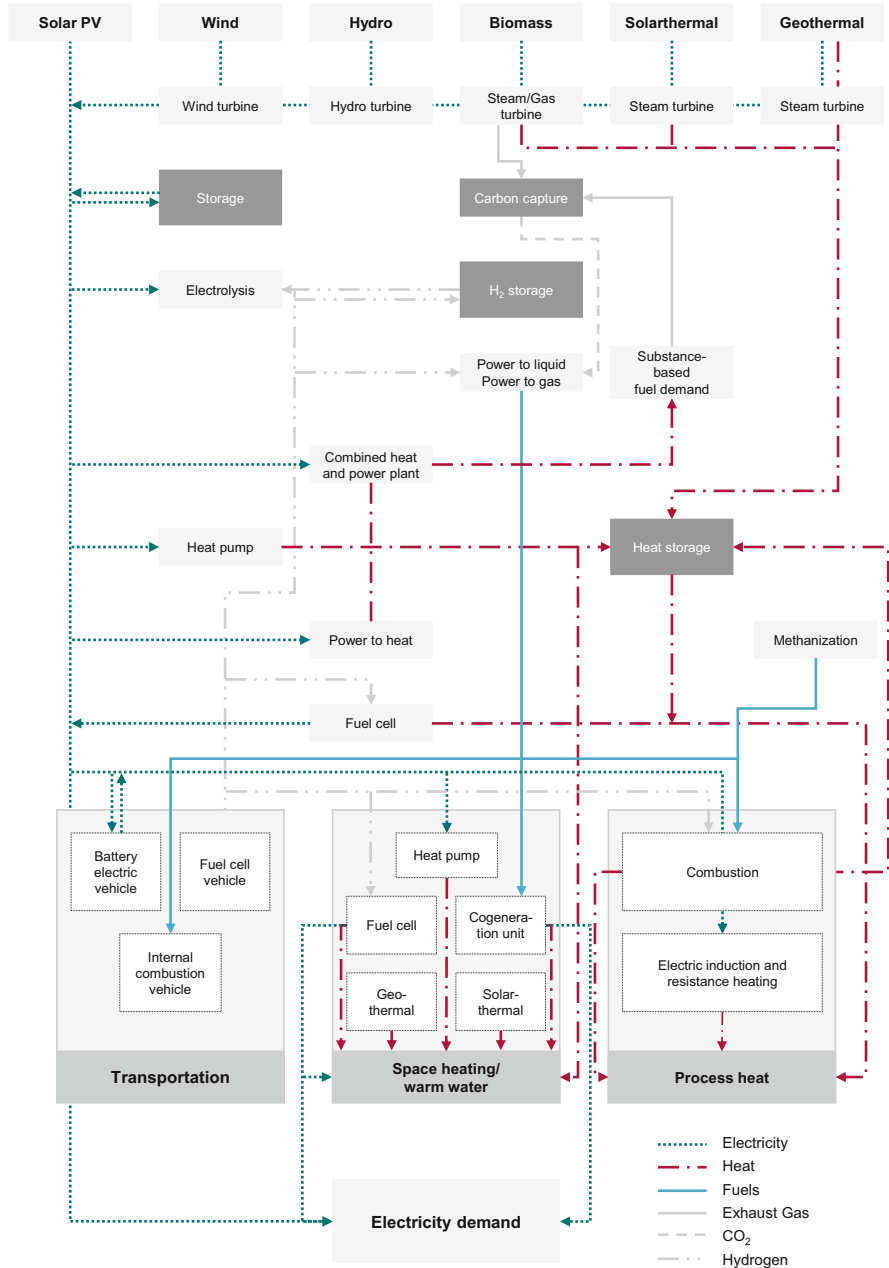 Solar PV
Wind
Hydro
Biomass
Solarthermal
Geothermal
Wind turbine
Hydro turbine
Steam/Gas
turbine
Steam turbine
Steam turbine
Storage
Carbon capture
Electrolysis
H₂ storage
Power to liquid
Power to gas
Substance-
based
fuel demand
Combined heat
and power plant
Heat pump
Heat storage
Power to heat
Methanization
Fuel cell
Battery
electric
vehicle
Fuel cell
vehicle
Internal
combustion
vehicle
Transportation
Heat pump
Fuel cell
Cogenera-
tion unit
Geo-
thermal
Solar-
thermal
Space heating/
warm water
Combustion
Electric induction and
resistance heating
Process heat
Electricity demand
Electricity
Heat
Fuels
Exhaust Gas
CO₂
Hydrogen